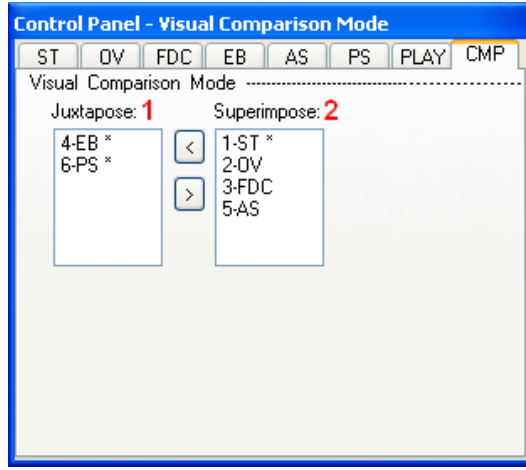 Control Panel - Visual Comparison Mode
ST OV FDC EB AS PS PLAY CMP
Visual Comparison Mode
Juxtapose: 1 Superimpose: 2
4-EB * < 1-ST *
6-PS * 2-OV
> 3-FDC
5-AS